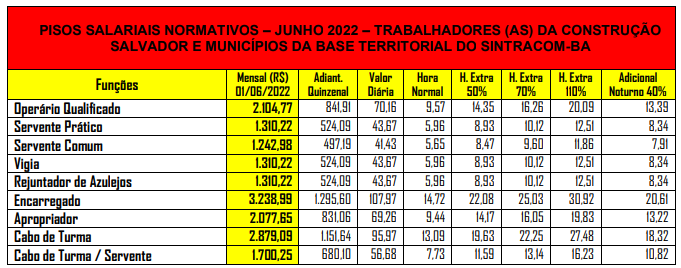 PISOS SALARIAIS NORMATIVOS – JUNHO 2022 – TRABALHADORES (AS) DA CONSTRUÇÃO
SALVADOR E MUNICÍPIOS DA BASE TERRITORIAL DO SINTRACOM-BA
Funções Mensal (R$) 01/06/2022 Adiant. Quinzenal Valor Diária Hora Normal H. Extra 50% H. Extra 70% H. Extra 110% Adicional Noturno 40%
Operário Qualificado 2.104,77 841,91 70,16 9,57 14,35 16,26 20,09 13,39
Servente Prático 1.310,22 524,09 43,67 5,96 8,93 10,12 12,51 8,34
Servente Comum 1.242,98 497,19 41,43 5,65 8,47 9,60 11,86 7,91
Vigia 1.310,22 524,09 43,67 5,96 8,93 10,12 12,51 8,34
Rejuntador de Azulejos 1.310,22 524,09 43,67 5,96 8,93 10,12 12,51 8,34
Encarregado 3.238,99 1.295,60 107,97 14,72 22,08 25,03 30,92 20,61
Apropriador 2.077,65 831,06 69,26 9,44 14,17 16,05 19,83 13,22
Cabo de Turma 2.879,09 1.151,64 95,97 13,09 19,63 22,25 27,48 18,32
Cabo de Turma / Servente 1.700,25 680,10 56,68 7,73 11,59 13,14 16,23 10,82